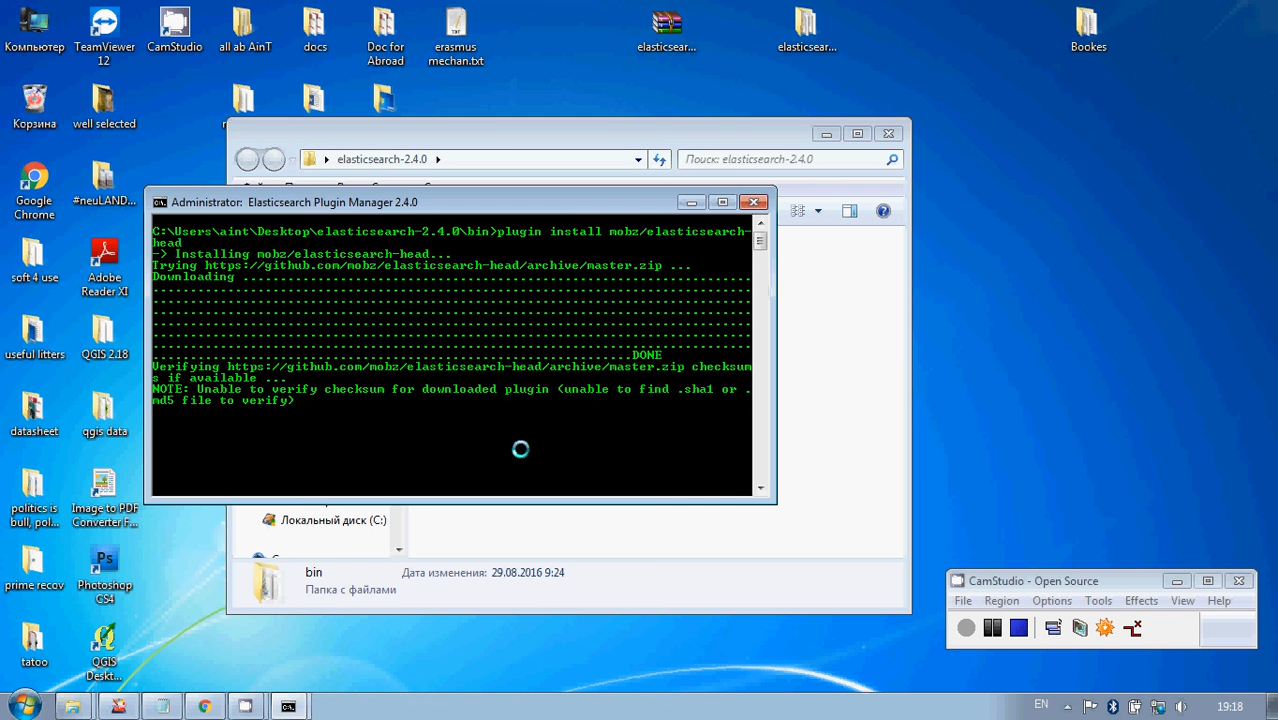 Компьютер
TeamViewer
12
CamStudio
all ab AinT
docs
Doc for
Abroad
erasmus
mechan.txt
elasticsear...
elasticsear...
Bookes
Корзина
well selected
Google
Chrome
#neuLAND...
soft 4 use
Adobe
Reader XI
useful litters
QGIS 2.18
datasheet
qgis data
politics is
bull, pol...
Image to PDF
Converter F...
prime recov
Photoshop
CS4
tatoo
QGIS
Deskt...
elasticsearch-2.4.0
Поиск: elasticsearch-2.4.0
Administrator: Elasticsearch Plugin Manager 2.4.0
C:\Users\aint\Desktop\elasticsearch-2.4.0\bin>plugin install mobz/elasticsearch-
head
-> Installing mobz/elasticsearch-head...
Trying https://github.com/mobz/elasticsearch-head/archive/master.zip ...
Downloading ....................................................................
................................................................................
................................................................................
................................................................................
................................................................................
................................................................................
................................................................................
................................................................DONE
Verifying https://github.com/mobz/elasticsearch-head/archive/master.zip checksum
s if available ...
NOTE: Unable to verify checksum for downloaded plugin (unable to find .sha1 or .
md5 file to verify)
Локальный диск (C:)
bin
Дата изменения: 29.08.2016 9:24
Папка с файлами
CamStudio - Open Source
File Region Options Tools Effects View Help
EN
19:18